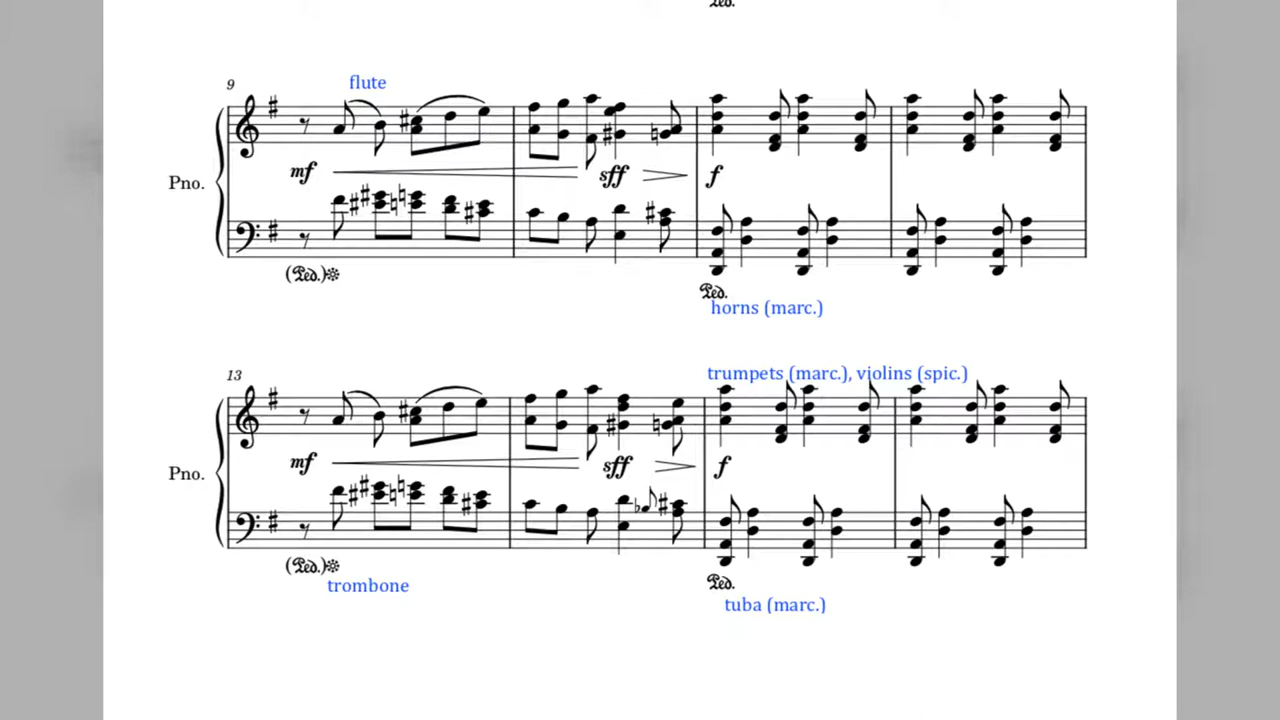 Ped.
9
flute
mf
sff
f
Pno.
(Ped.)
Ped.
horns (marc.)
13
trumpets (marc.), violins (spic.)
mf
sff
f
Pno.
(Ped.)
Ped.
trombone
tuba (marc.)